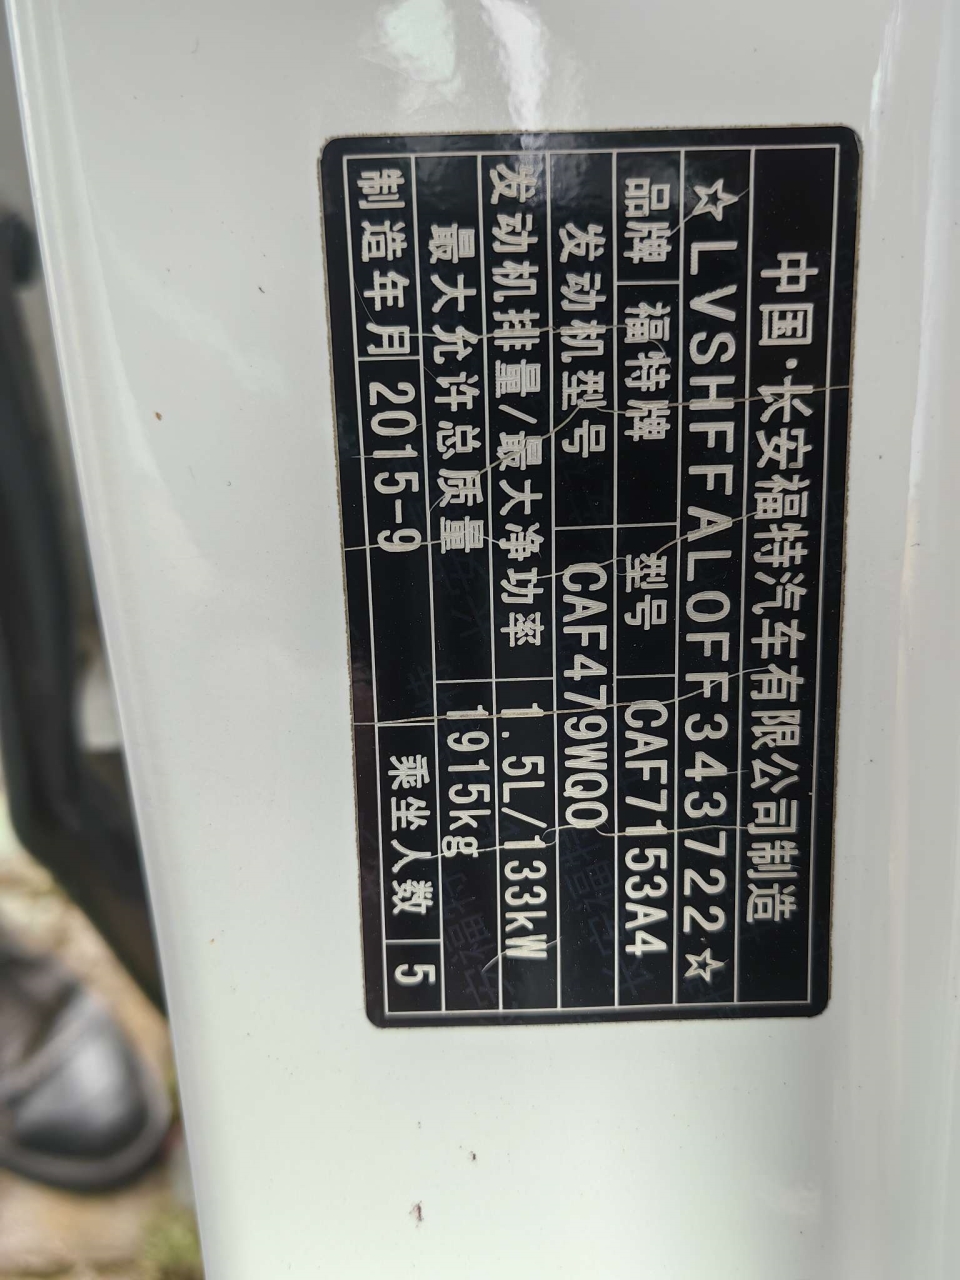 中国·长安福特汽车有限公司制造
☆LVSHFFAL0FF343722☆
品牌 福特牌 型号 CAF7153A4
发动机型号 CAF479WQ0
发动机排量/最大净功率 1.5L/133kW
最大允许总质量 1915kg
制造年月 2015-9 乘坐人数 5